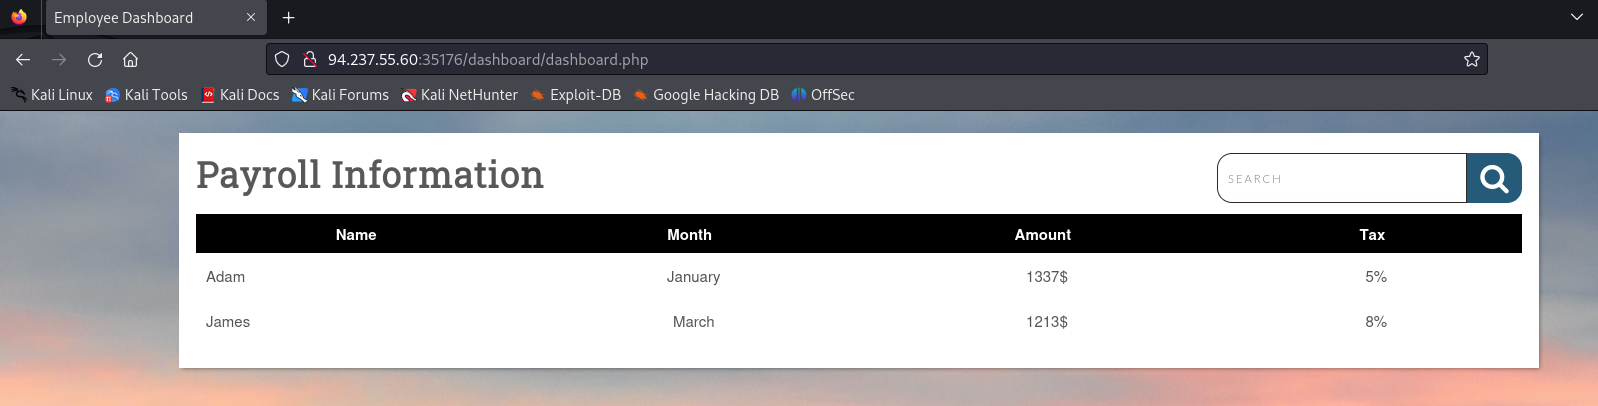 Employee Dashboard
94.237.55.60:35176/dashboard/dashboard.php
Kali Linux Kali Tools Kali Docs Kali Forums Kali NetHunter Exploit-DB Google Hacking DB OffSec
Payroll Information
SEARCH
Name Month Amount Tax
Adam January 1337$ 5%
James March 1213$ 8%